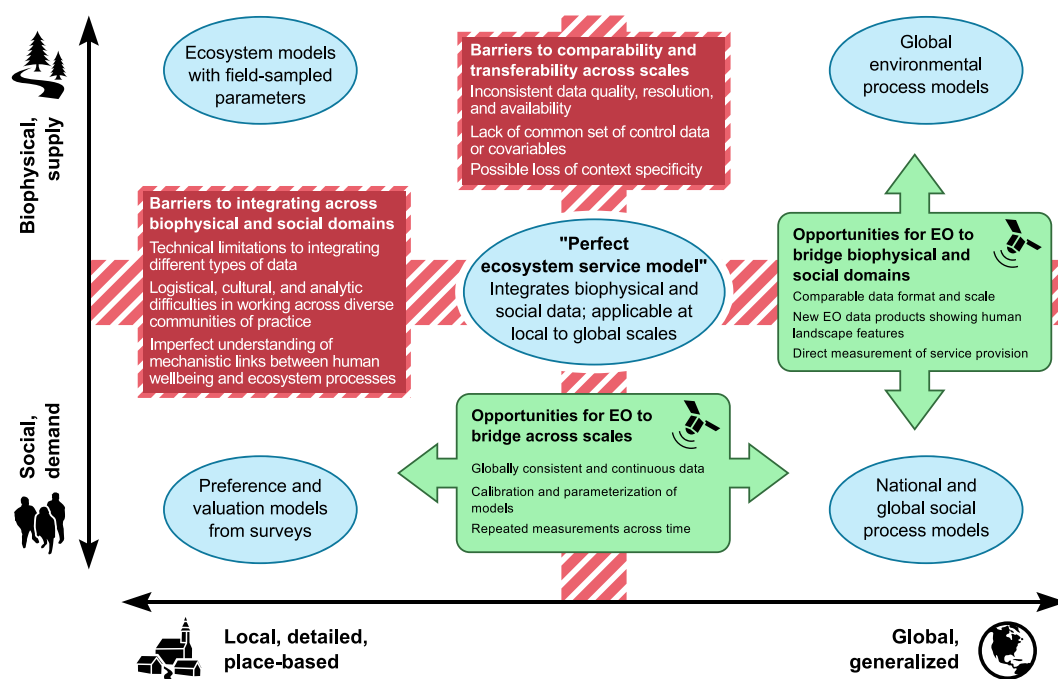 Biophysical,
supply
Social,
demand
Ecosystem models
with field-sampled
parameters
Barriers to comparability and
transferability across scales
Inconsistent data quality, resolution,
and availability
Lack of common set of control data
or covariables
Possible loss of context specificity
Global
environmental
process models
Barriers to integrating across
biophysical and social domains
Technical limitations to integrating
different types of data
Logistical, cultural, and analytic
difficulties in working across diverse
communities of practice
Imperfect understanding of
mechanistic links between human
wellbeing and ecosystem processes
"Perfect
ecosystem service model"
Integrates biophysical and
social data; applicable at
local to global scales
Opportunities for EO to
bridge biophysical and
social domains
Comparable data format and scale
New EO data products showing human
landscape features
Direct measurement of service provision
Preference and
valuation models
from surveys
Opportunities for EO to
bridge across scales
Globally consistent and continuous data
Calibration and parameterization of
models
Repeated measurements across time
National and
global social
process models
Local, detailed,
place-based
Global,
generalized